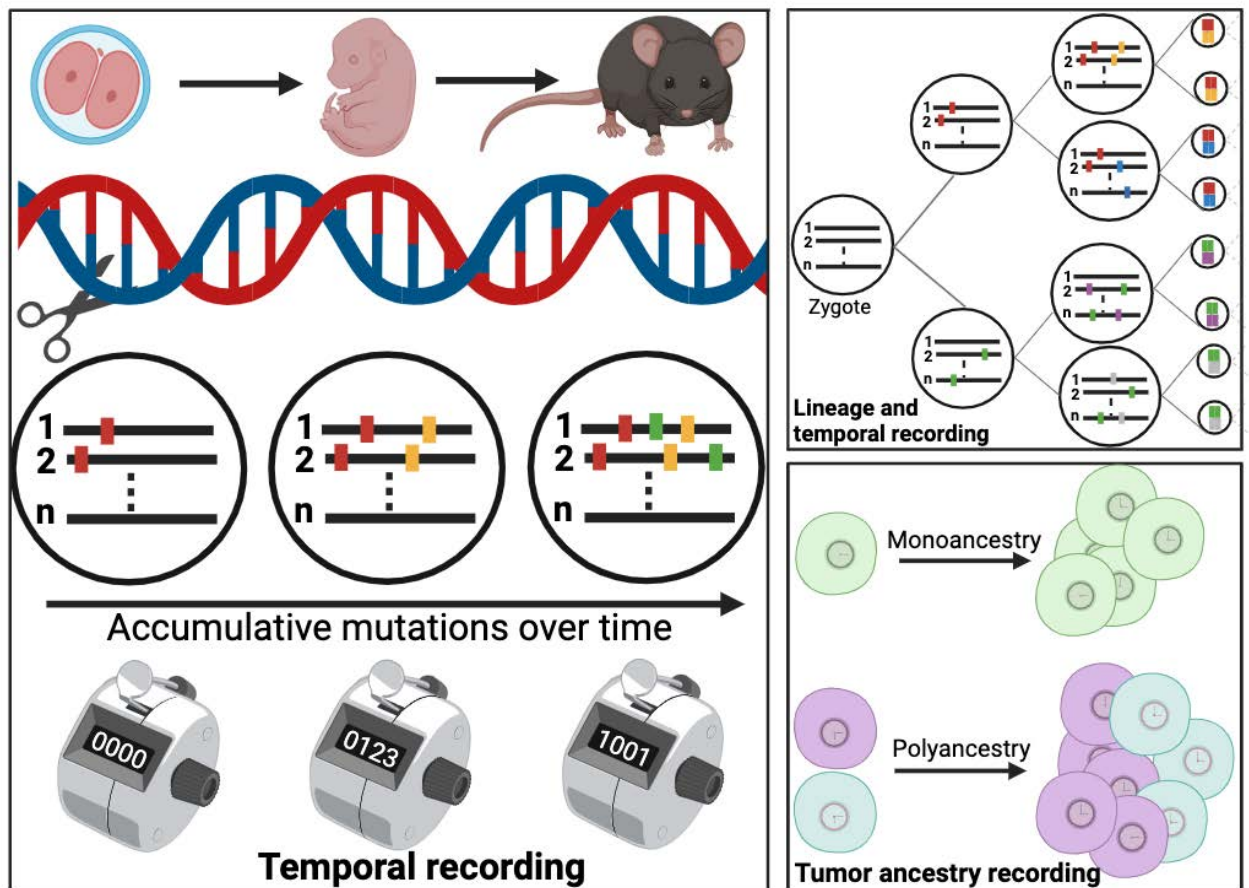 1
2
n
1
2
n
1
2
n
Accumulative mutations over time
0000
0123
1001
Temporal recording
Zygote
1
2
n
1
2
n
1
2
n
1
2
n
1
2
n
1
2
n
1
2
n
Lineage and
temporal recording
Monoancestry
Polyancestry
Tumor ancestry recording